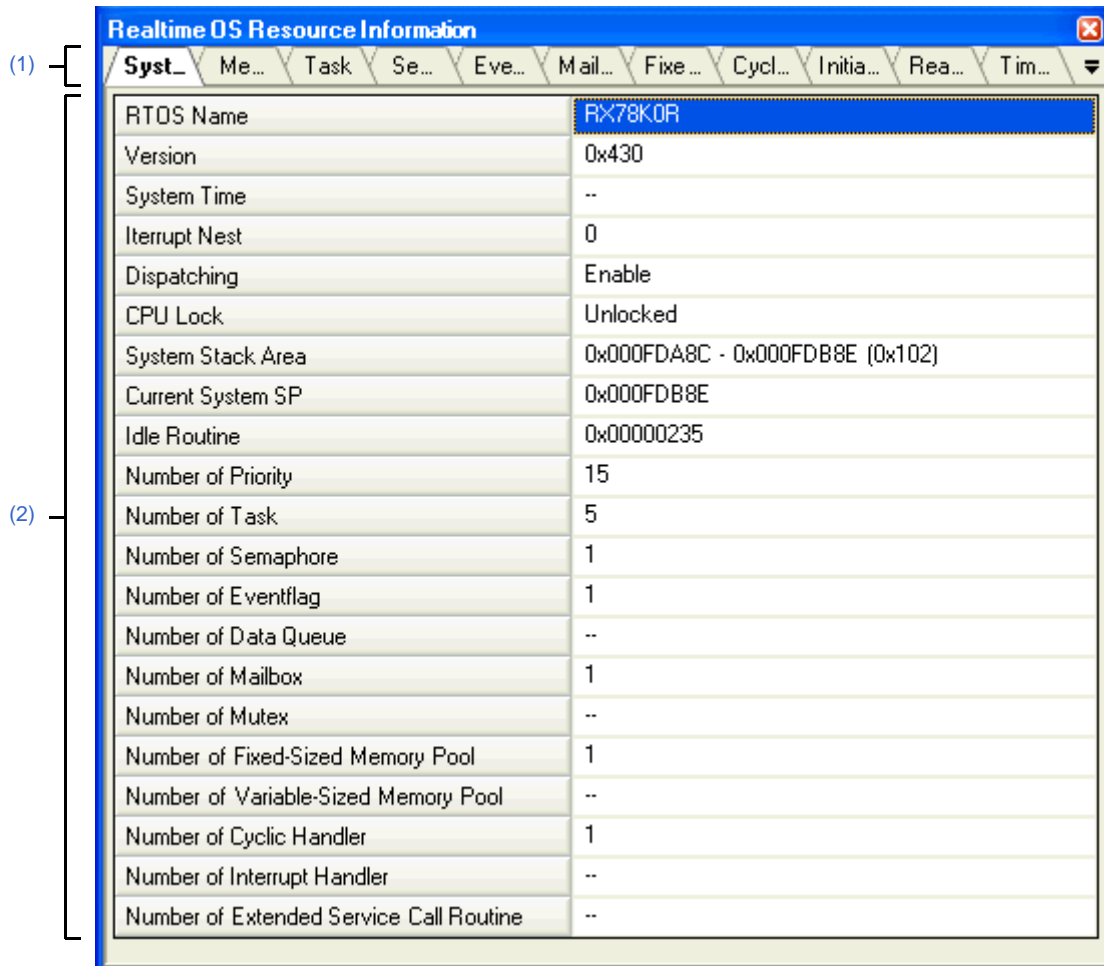 Realtime OS Resource Information
(1)
Syst_ Me... Task Se... Eve... Mail... Fixe... Cycl... Initia... Rea... Tim...
(2)
RTOS Name RX78K0R
Version 0x430
System Time --
Iterrupt Nest 0
Dispatching Enable
CPU Lock Unlocked
System Stack Area 0x000FDA8C - 0x000FDB8E (0x102)
Current System SP 0x000FDB8E
Idle Routine 0x00000235
Number of Priority 15
Number of Task 5
Number of Semaphore 1
Number of Eventflag 1
Number of Data Queue --
Number of Mailbox 1
Number of Mutex --
Number of Fixed-Sized Memory Pool 1
Number of Variable-Sized Memory Pool --
Number of Cyclic Handler 1
Number of Interrupt Handler --
Number of Extended Service Call Routine --